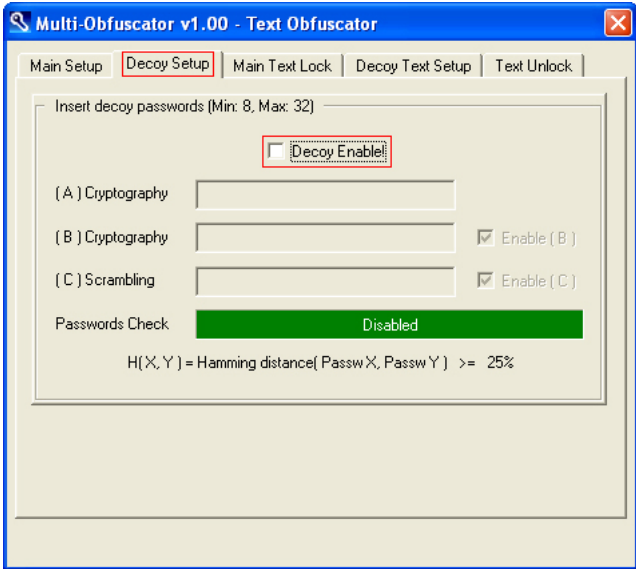 Multi-Obfuscator v1.00 - Text Obfuscator
Main Setup Decoy Setup Main Text Lock Decoy Text Setup Text Unlock
Insert decoy passwords (Min: 8, Max: 32)
Decoy Enable!
( A ) Cryptography
( B ) Cryptography Enable ( B )
( C ) Scrambling Enable ( C )
Passwords Check Disabled
H( X, Y ) = Hamming distance( Passw X, Passw Y ) >= 25%